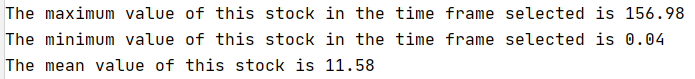 The maximum value of this stock in the time frame selected is 156.98
The minimum value of this stock in the time frame selected is 0.04
The mean value of this stock is 11.58